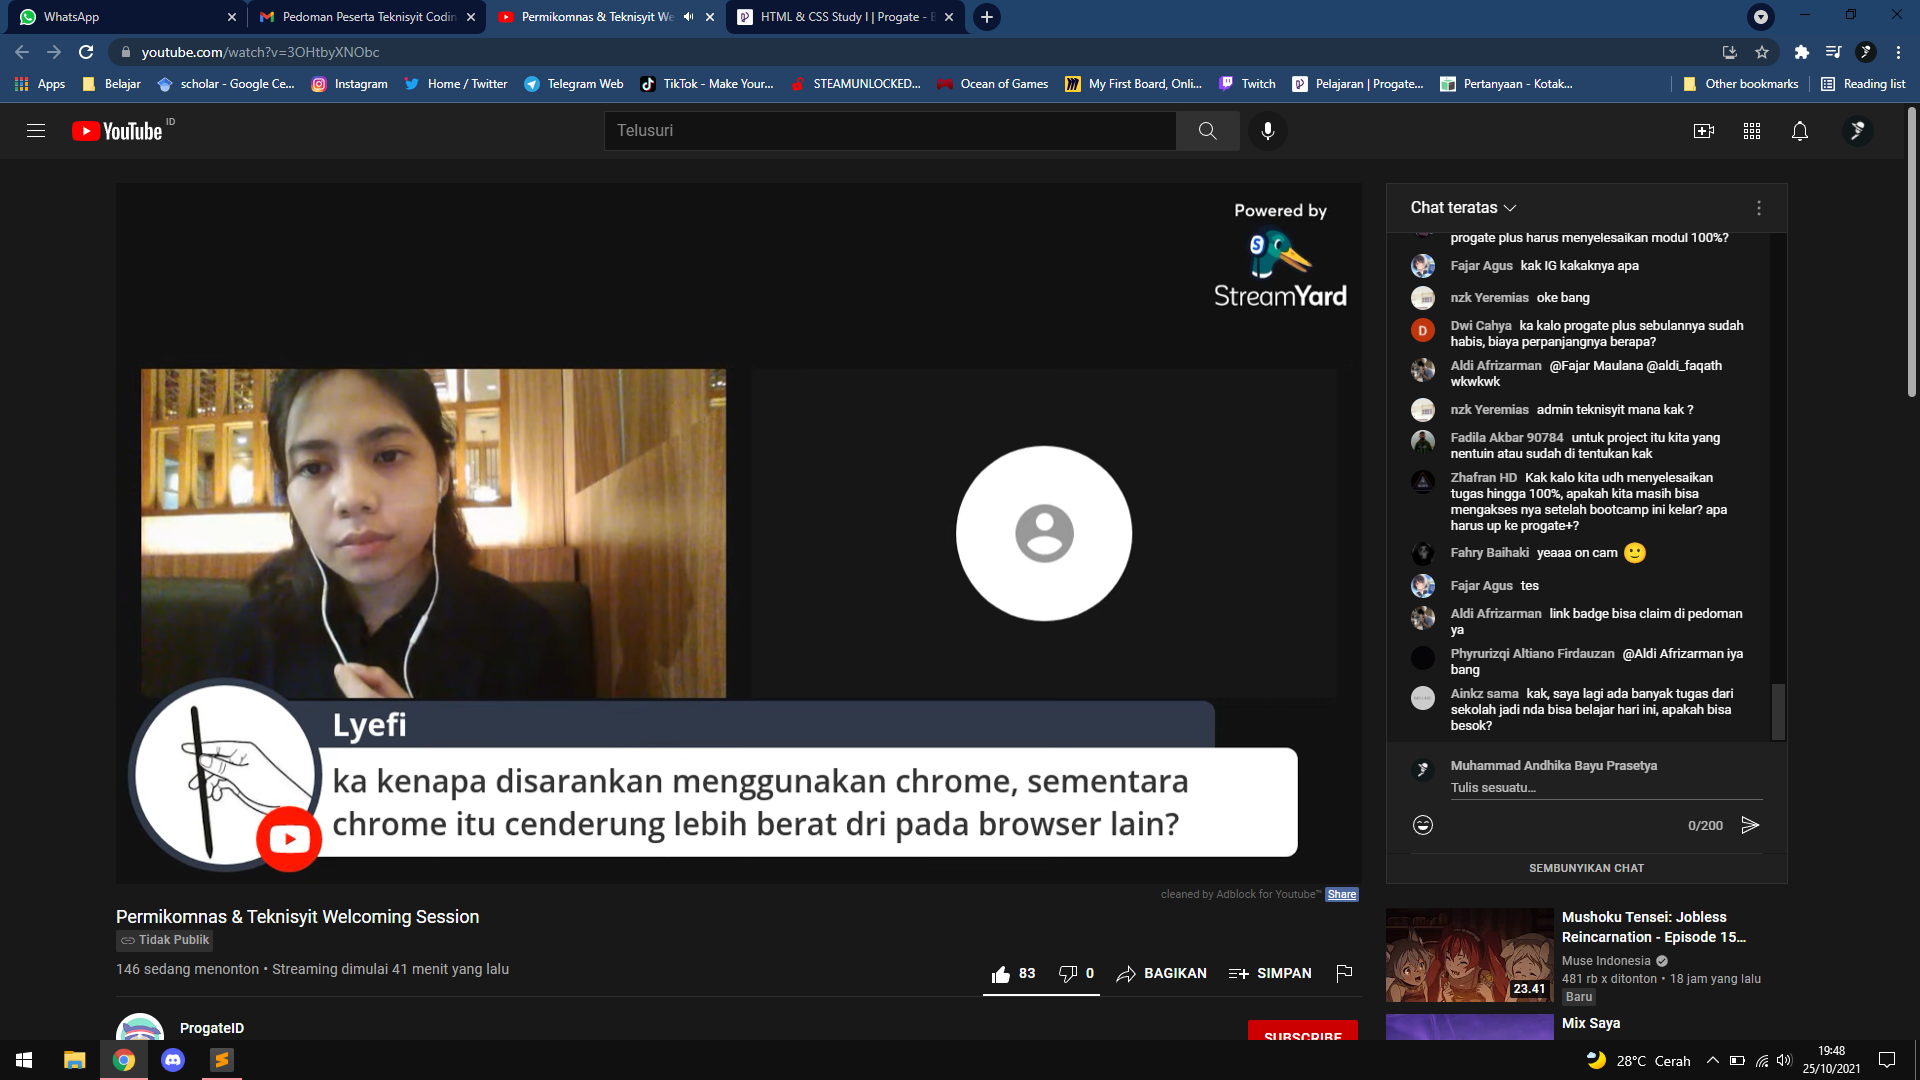 WhatsApp
Pedoman Peserta Teknisyit Codin
Permikomnas & Teknisyit We
HTML & CSS Study I | Progate - B
youtube.com/watch?v=3OHtbyXNObc
Apps
Belajar
scholar - Google Ce...
Instagram
Home / Twitter
Telegram Web
TikTok - Make Your...
STEAMUNLOCKED...
Ocean of Games
My First Board, Onli...
Twitch
Pelajaran | Progate...
Pertanyaan - Kotak...
Other bookmarks
Reading list
YouTube ID
Telusuri
Powered by
StreamYard
Lyefi
ka kenapa disarankan menggunakan chrome, sementara
chrome itu cenderung lebih berat dri pada browser lain?
cleaned by Adblock for Youtube™ Share
Permikomnas & Teknisyit Welcoming Session
Tidak Publik
146 sedang menonton • Streaming dimulai 41 menit yang lalu
83
0
BAGIKAN
SIMPAN
ProgateID
SUBSCRIBE
Chat teratas
progate plus harus menyelesaikan modul 100%?
Fajar Agus kak IG kakaknya apa
nzk Yeremias oke bang
Dwi Cahya ka kalo progate plus sebulannya sudah
habis, biaya perpanjangnya berapa?
Aldi Afrizarman @Fajar Maulana @aldi_faqath
wkwkwk
nzk Yeremias admin teknisyit mana kak ?
Fadila Akbar 90784 untuk project itu kita yang
nentuin atau sudah di tentukan kak
Zhafran HD Kak kalo kita udh menyelesaikan
tugas hingga 100%, apakah kita masih bisa
mengakses nya setelah bootcamp ini kelar? apa
harus up ke progate+?
Fahry Baihaki yeaaa on cam 🙂
Fajar Agus tes
Aldi Afrizarman link badge bisa claim di pedoman
ya
Phyrurizqi Altiano Firdauzan @Aldi Afrizarman iya
bang
Ainkz sama kak, saya lagi ada banyak tugas dari
sekolah jadi nda bisa belajar hari ini, apakah bisa
besok?
Muhammad Andhika Bayu Prasetya
Tulis sesuatu...
0/200
SEMBUNYIKAN CHAT
23.41
Mushoku Tensei: Jobless
Reincarnation - Episode 15...
Muse Indonesia
481 rb x ditonton • 18 jam yang lalu
Baru
Mix Saya
28°C Cerah
19:48
25/10/2021